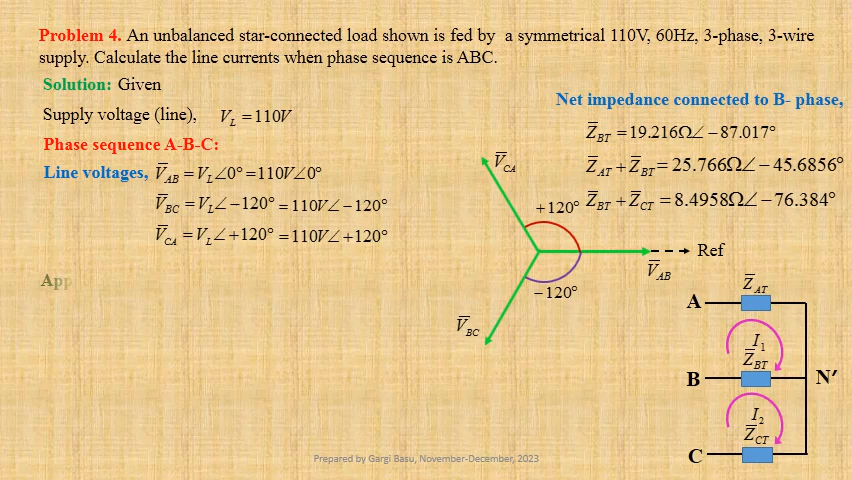 Problem 4. An unbalanced star-connected load shown is fed by a symmetrical 110V, 60Hz, 3-phase, 3-wire
supply. Calculate the line currents when phase sequence is ABC.
Solution: Given
Supply voltage (line), V_L = 110V
Phase sequence A-B-C:
Line voltages, V̅_AB = V_L∠0° = 110V∠0°
V̅_BC = V_L∠−120° = 110V∠−120°
V̅_CA = V_L∠+120° = 110V∠+120°
App
Net impedance connected to B- phase,
Z̅_BT = 19.216Ω∠−87.017°
Z̅_AT + Z̅_BT = 25.766Ω∠−45.6856°
Z̅_BT + Z̅_CT = 8.4958Ω∠−76.384°
V̅_CA
+120°
Ref
V̅_AB
−120°
V̅_BC
Z̅_AT
A
I_1
Z̅_BT
B
N′
I_2
Z̅_CT
C
Prepared by Gargi Basu, November-December, 2023